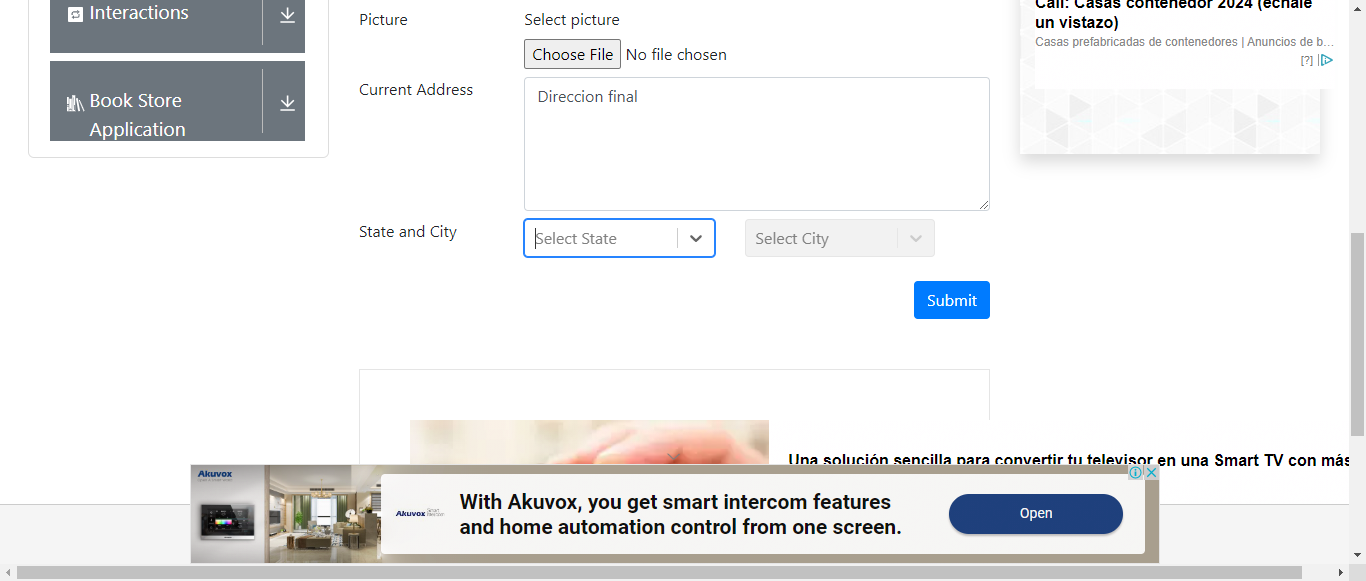 Interactions
Book Store
Application
Picture
Select picture
Choose File No file chosen
Current Address
Direccion final
State and City
Select State
Select City
Submit
Call: Casas contenedor 2024 (échale
un vistazo)
Casas prefabricadas de contenedores | Anuncios de b...
[?]
Una solución sencilla para convertir tu televisor en una Smart TV con más
Akuvox
Akuvox
With Akuvox, you get smart intercom features
and home automation control from one screen.
Open